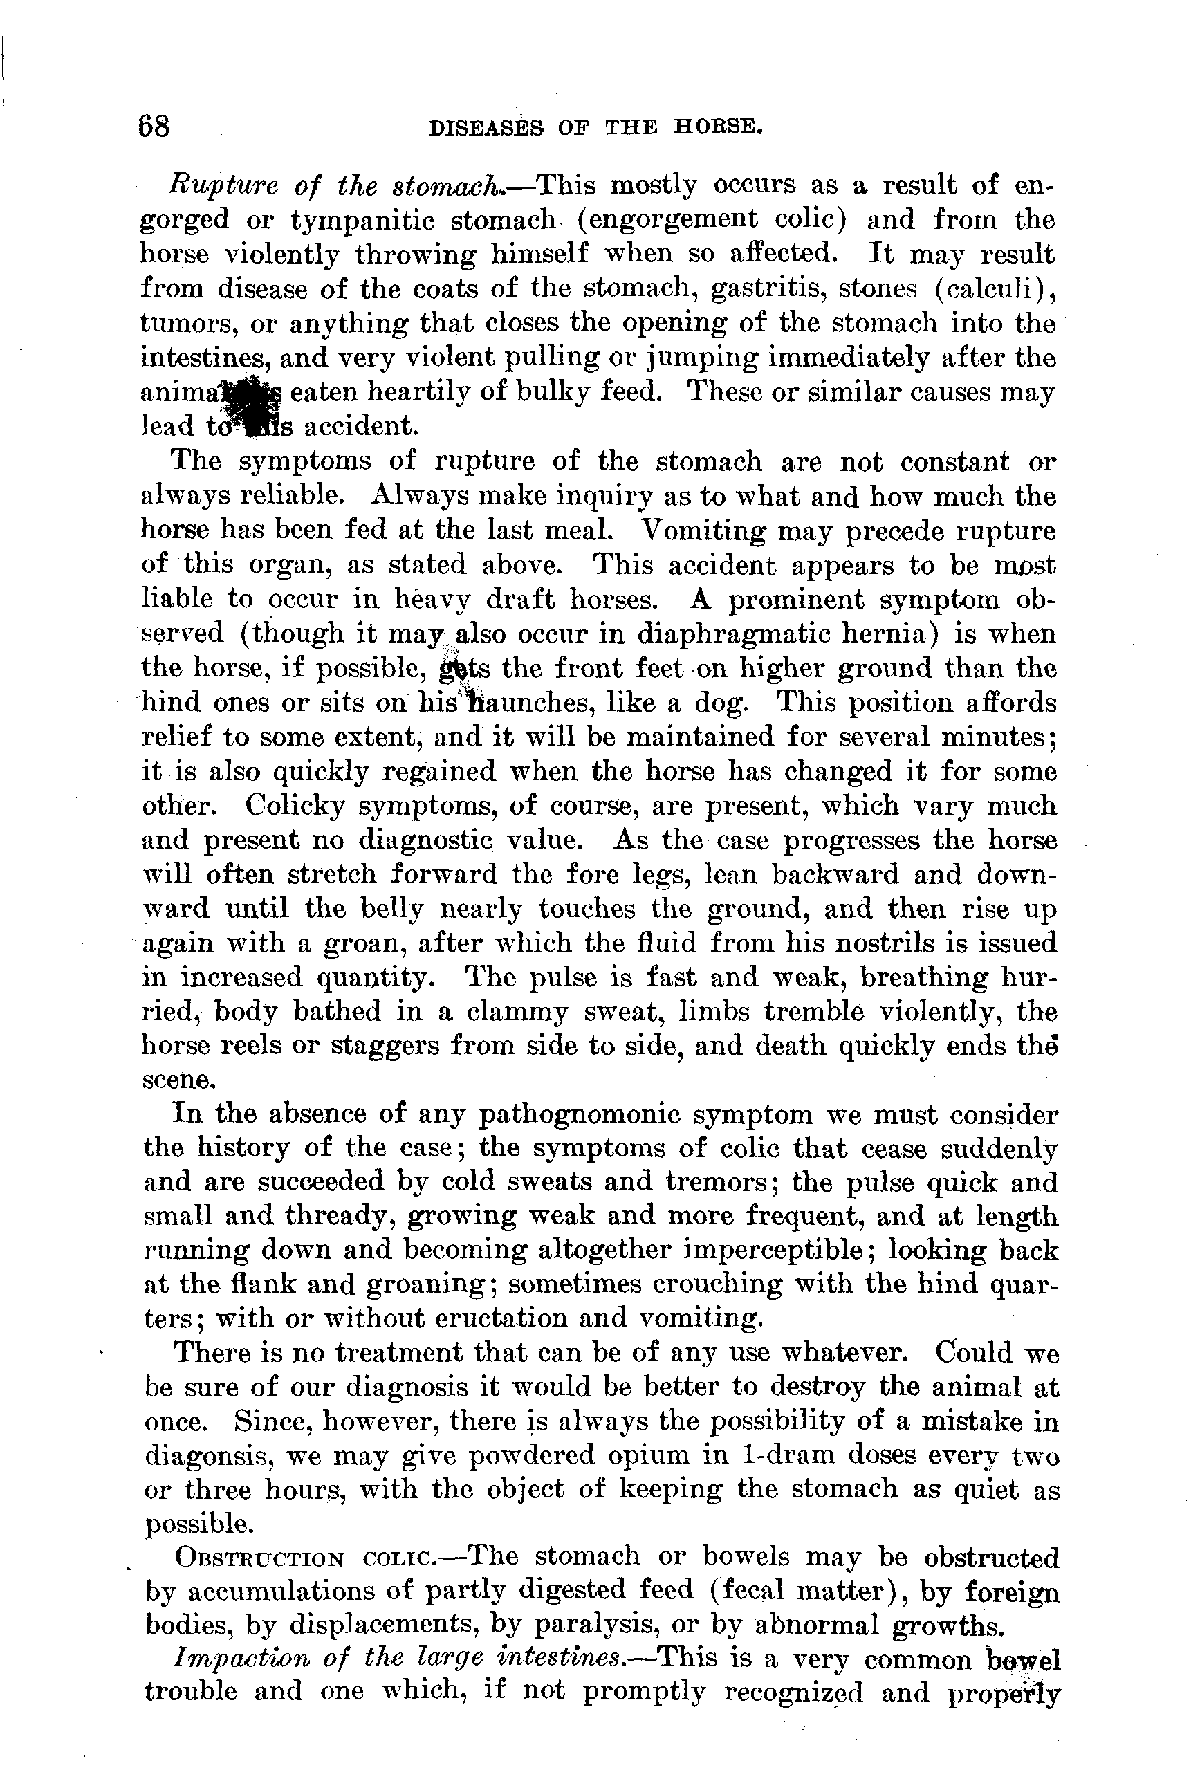 68 DISEASES OF THE HORSE.
Rupture of the stomach.—This mostly occurs as a result of en-
gorged or tympanitic stomach (engorgement colic) and from the
horse violently throwing himself when so affected. It may result
from disease of the coats of the stomach, gastritis, stones (calculi),
tumors, or anything that closes the opening of the stomach into the
intestines, and very violent pulling or jumping immediately after the
eaten heartily of bulky feed. These or similar causes may
lead to accident.
The symptoms of rupture of the stomach are not constant or
always reliable. Always make inquiry as to what and how much the
horse has been fed at the last meal. Vomiting may precede rupture
of this organ, as stated above. This accident appears to be most
liable to occur in heavy draft horses. A prominent symptom ob-
served (though it may also occur in diaphragmatic hernia) is when
the horse, if possible, gets the front feet on higher ground than the
hind ones or sits on his haunches, like a dog. This position affords
relief to some extent, and it will be maintained for several minutes;
it is also quickly regained when the horse has changed it for some
other. Colicky symptoms, of course, are present, which vary much
and present no diagnostic value. As the case progresses the horse
will often stretch forward the fore legs, lean backward and down-
ward until the belly nearly touches the ground, and then rise up
again with a groan, after which the fluid from his nostrils is issued
in increased quantity. The pulse is fast and weak, breathing hur-
ried, body bathed in a clammy sweat, limbs tremble violently, the
horse reels or staggers from side to side, and death quickly ends the
scene.
In the absence of any pathognomonic symptom we must consider
the history of the case; the symptoms of colic that cease suddenly
and are succeeded by cold sweats and tremors; the pulse quick and
small and thready, growing weak and more frequent, and at length
running down and becoming altogether imperceptible; looking back
at the flank and groaning; sometimes crouching with the hind quar-
ters; with or without eructation and vomiting.
There is no treatment that can be of any use whatever. Could we
be sure of our diagnosis it would be better to destroy the animal at
once. Since, however, there is always the possibility of a mistake in
diagonsis, we may give powdered opium in 1-dram doses every two
or three hours, with the object of keeping the stomach as quiet as
possible.
OBSTRUCTION COLIC.—The stomach or bowels may be obstructed
by accumulations of partly digested feed (fecal matter), by foreign
bodies, by displacements, by paralysis, or by abnormal growths.
Impaction of the large intestines.—This is a very common bowel
trouble and one which, if not promptly recognized and properly